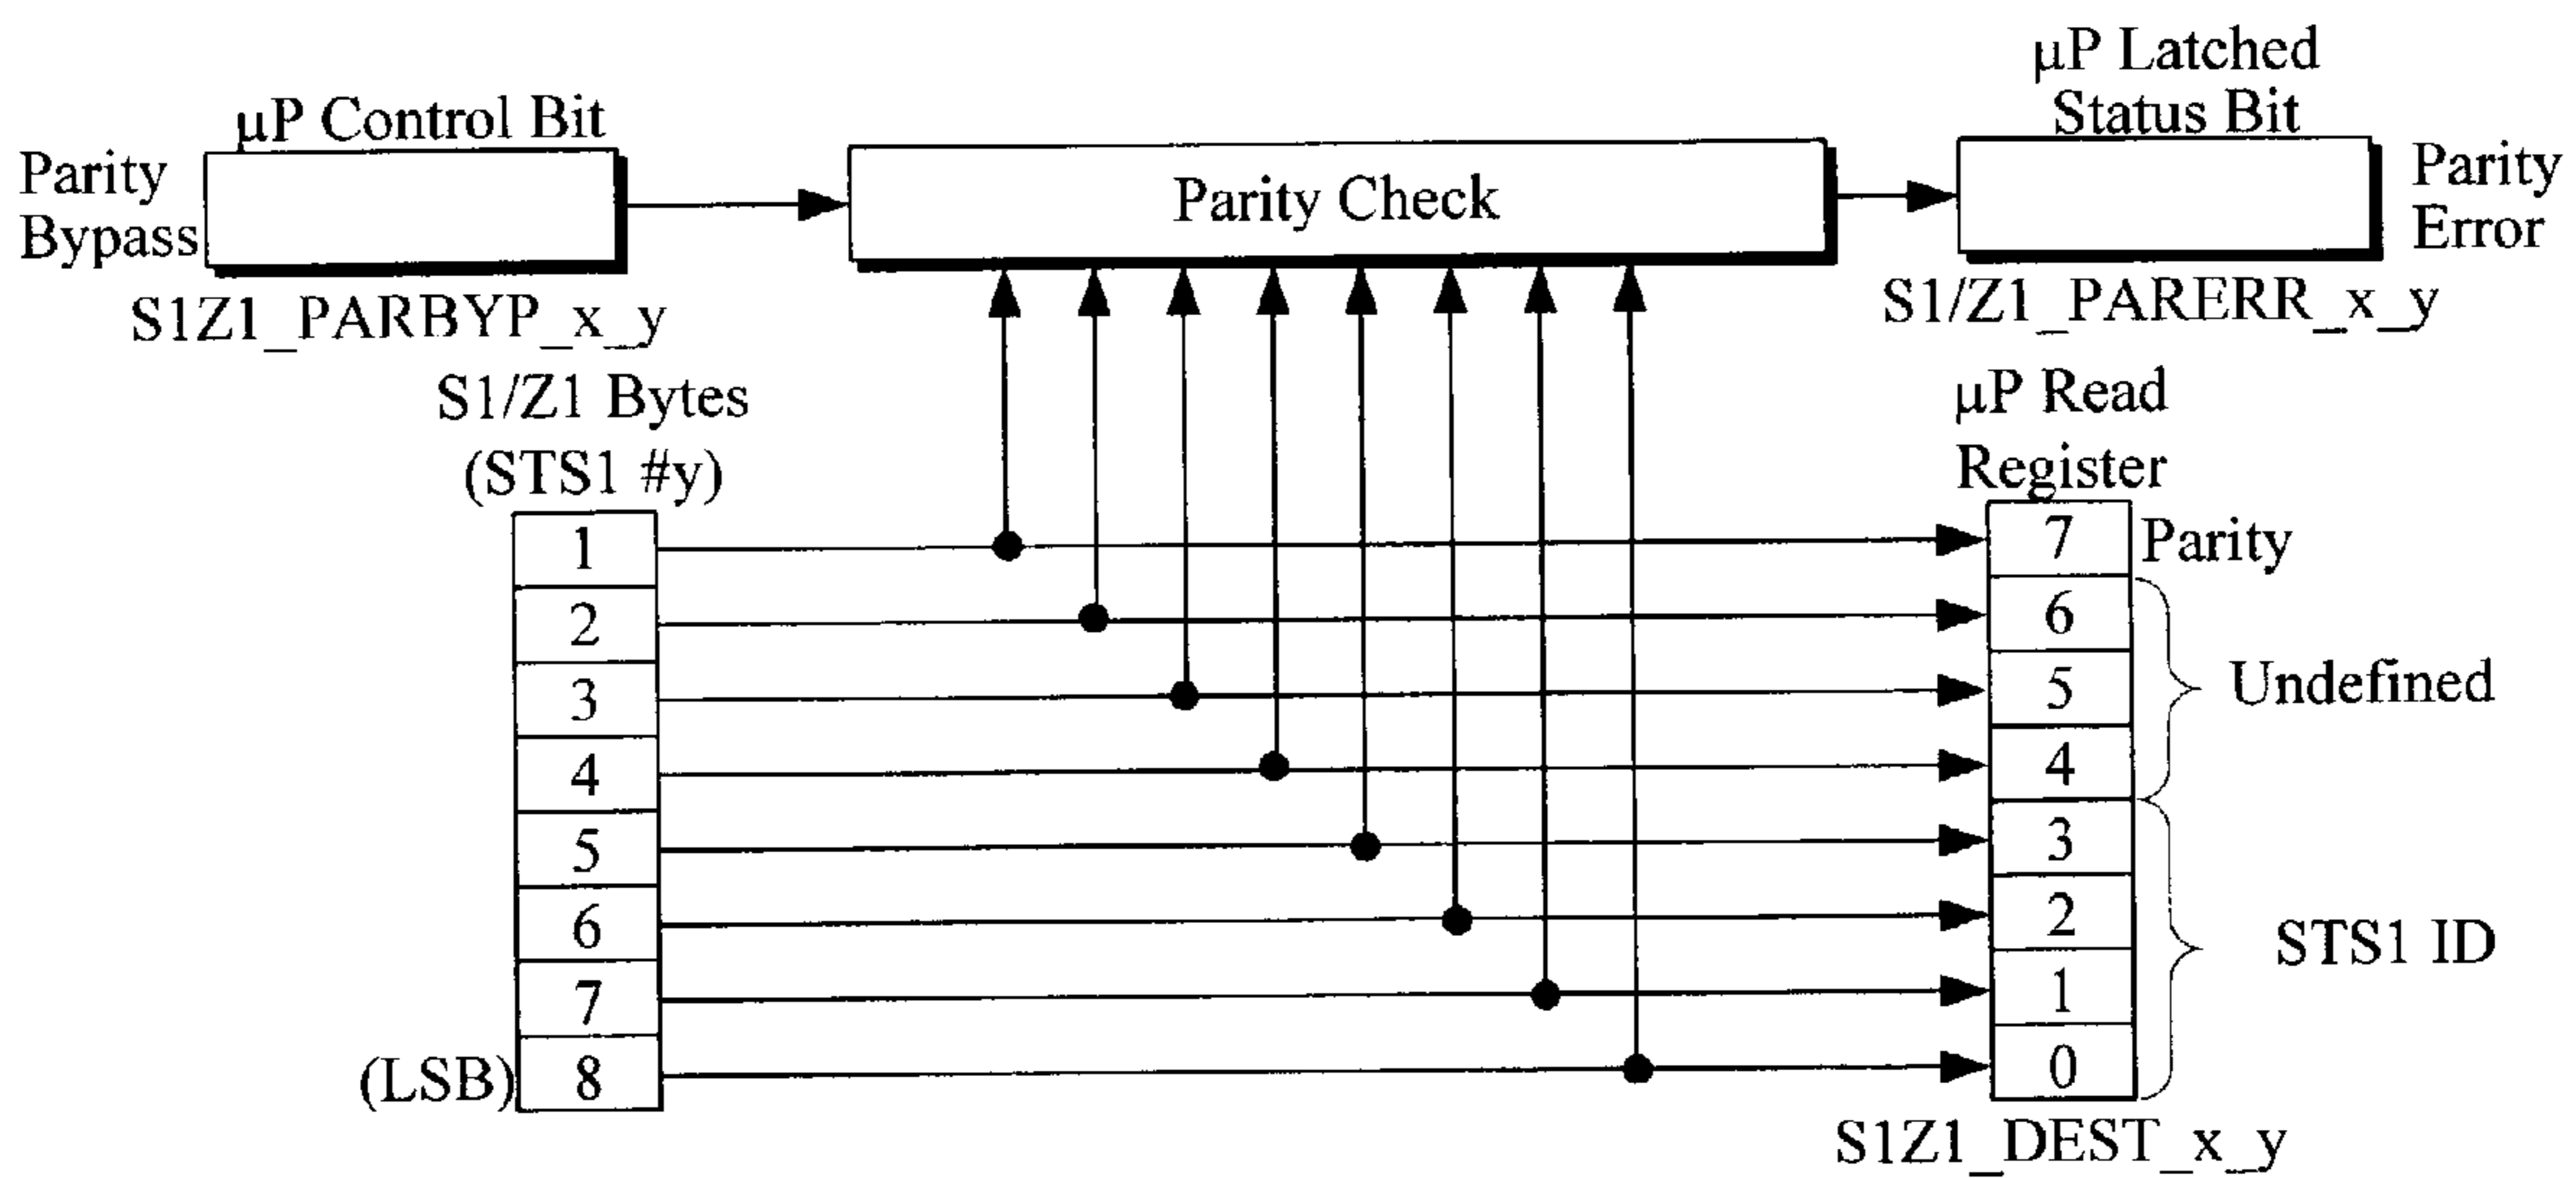 μP Control Bit
Parity
Bypass
S1Z1_PARBYP_x_y
Parity Check
μP Latched
Status Bit
Parity
Error
S1/Z1_PARERR_x_y
S1/Z1 Bytes
(STS1 #y)
1
2
3
4
5
6
7
(LSB) 8
μP Read
Register
7 Parity
6
5
4
Undefined
3
2
1
0
STS1 ID
S1Z1_DEST_x_y